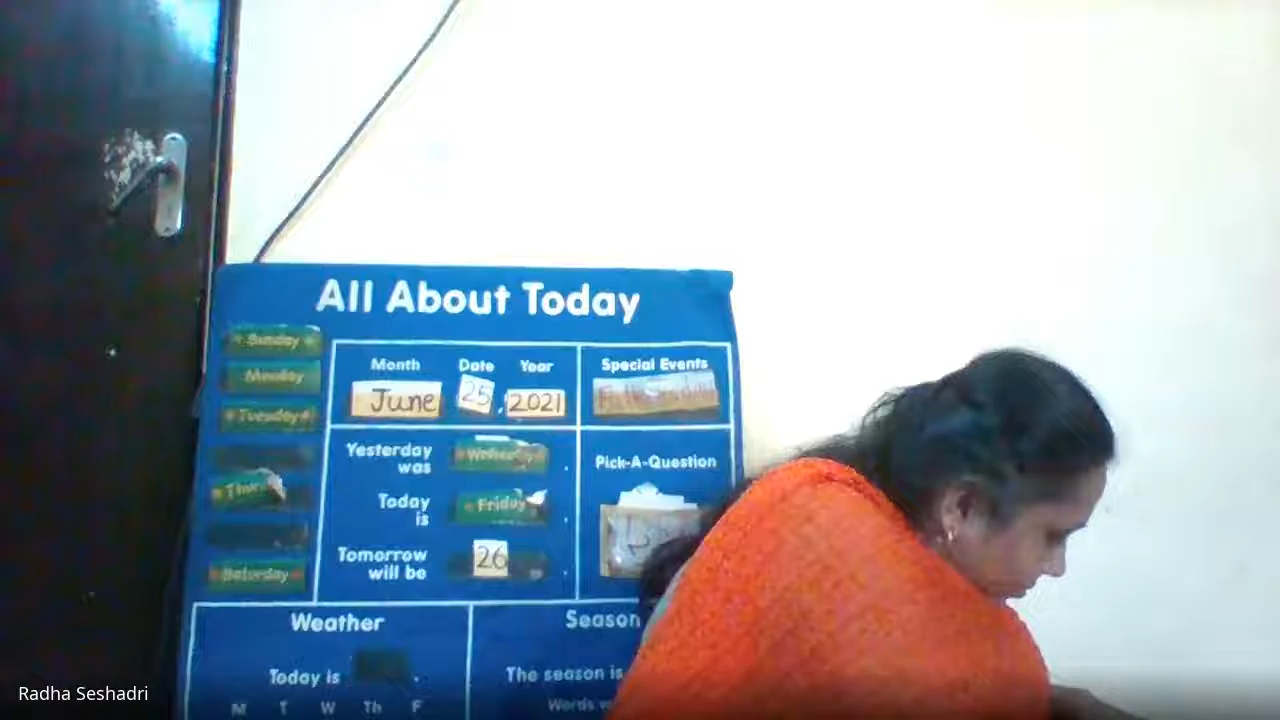 All About Today
Sunday
Monday
Tuesday
Saturday
Month Date Year
June 25, 2021
Special Events
Yesterday
was
Today
is
Friday
Tomorrow
will be
26
Pick-A-Question
Weather
Today is .
M T W Th F
Season
The season is
Words
Radha Seshadri